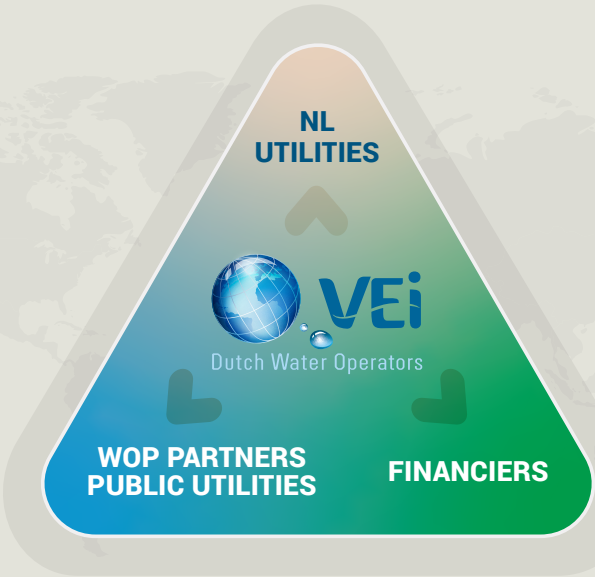 NL
UTILITIES
VEi
Dutch Water Operators
WOP PARTNERS
PUBLIC UTILITIES
FINANCIERS